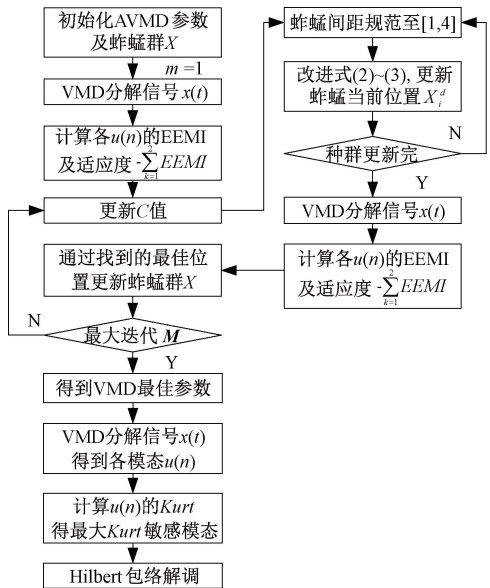 初始化AVMD参数
及蚱蜢群X
m=1
VMD分解信号x(t)
计算各u(n)的EEMI
及适应度 -\sum_{k=1}^{2}EEMI
更新C值
通过找到的最佳位
置更新蚱蜢群X
N
最大迭代 M
Y
得到VMD最佳参数
VMD分解信号x(t)
得到各模态u(n)
计算u(n)的Kurt
得最大Kurt敏感模态
Hilbert包络解调
蚱蜢间距规范至[1,4]
改进式(2)~(3), 更新
蚱蜢当前位置X_i^d
N
种群更新完
Y
VMD分解信号x(t)
计算各u(n)的EEMI
及适应度 -\sum_{k=1}^{2}EEMI